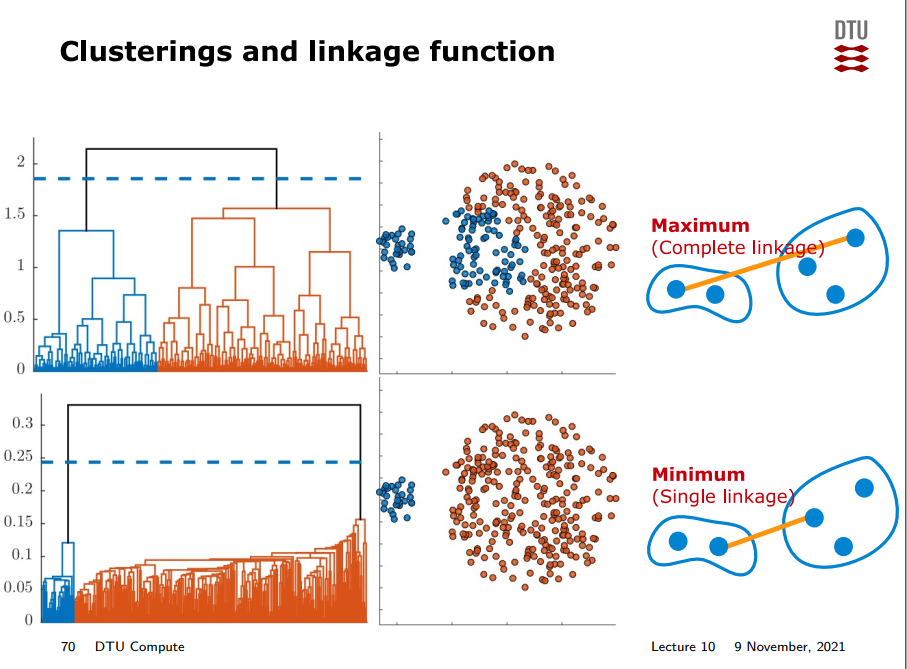 Clusterings and linkage function
DTU
2
1.5
1
0.5
0
Maximum
(Complete linkage)
0.3
0.25
0.2
0.15
0.1
0.05
0
Minimum
(Single linkage)
70 DTU Compute
Lecture 10 9 November, 2021